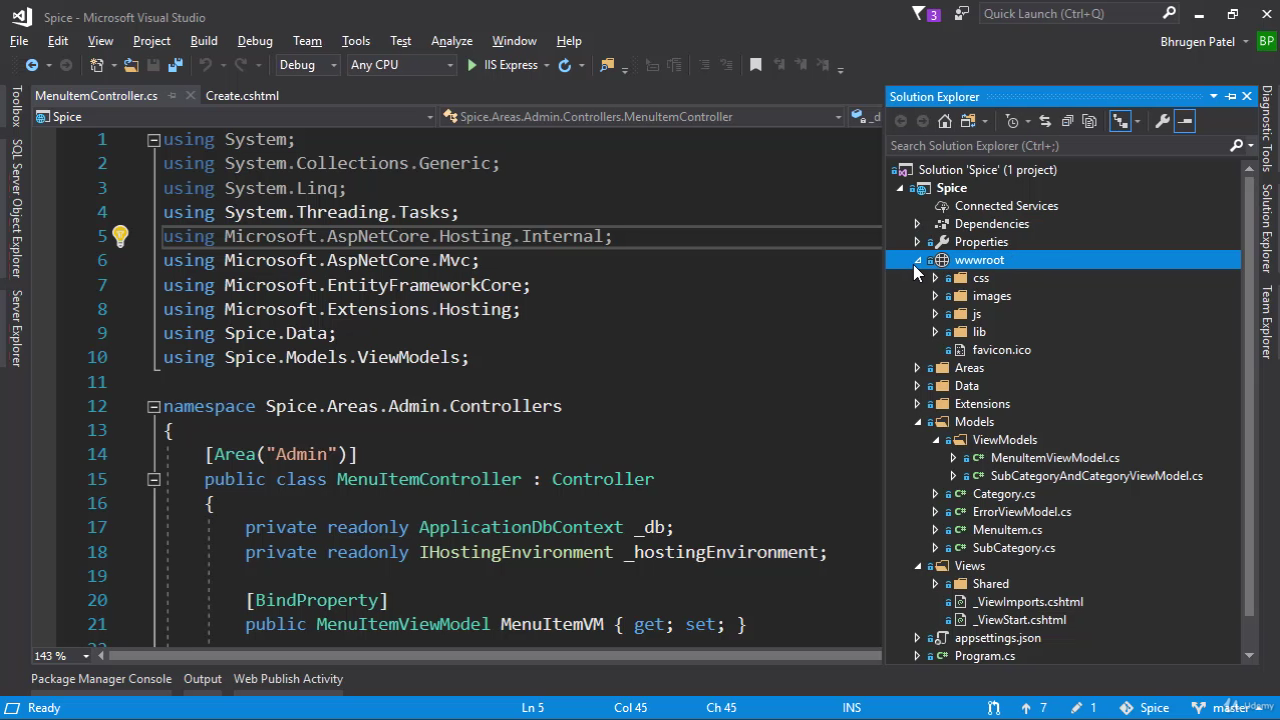 Spice - Microsoft Visual Studio
3
Quick Launch (Ctrl+Q)
File Edit View Project Build Debug Team Tools Test Analyze Window Help
Bhrugen Patel BP
Debug Any CPU IIS Express
Toolbox
SQL Server Object Explorer
Server Explorer
MenuItemController.cs Create.cshtml
Spice Spice.Areas.Admin.Controllers.MenuItemController _d
1 using System;
2 using System.Collections.Generic;
3 using System.Linq;
4 using System.Threading.Tasks;
5 using Microsoft.AspNetCore.Hosting.Internal;
6 using Microsoft.AspNetCore.Mvc;
7 using Microsoft.EntityFrameworkCore;
8 using Microsoft.Extensions.Hosting;
9 using Spice.Data;
10 using Spice.Models.ViewModels;
11
12 namespace Spice.Areas.Admin.Controllers
13 {
14 [Area("Admin")]
15 public class MenuItemController : Controller
16 {
17 private readonly ApplicationDbContext _db;
18 private readonly IHostingEnvironment _hostingEnvironment;
19
20 [BindProperty]
21 public MenuItemViewModel MenuItemVM { get; set; }
143 %
Solution Explorer
Search Solution Explorer (Ctrl+;)
Solution 'Spice' (1 project)
Spice
Connected Services
Dependencies
Properties
wwwroot
css
images
js
lib
favicon.ico
Areas
Data
Extensions
Models
ViewModels
C# MenuItemViewModel.cs
C# SubCategoryAndCategoryViewModel.cs
C# Category.cs
C# ErrorViewModel.cs
C# MenuItem.cs
C# SubCategory.cs
Views
Shared
_ViewImports.cshtml
_ViewStart.cshtml
appsettings.json
C# Program.cs
Diagnostic Tools
Solution Explorer
Team Explorer
Package Manager Console Output Web Publish Activity
Ready Ln 5 Col 45 Ch 45 INS 7 1 Spice master
Udemy